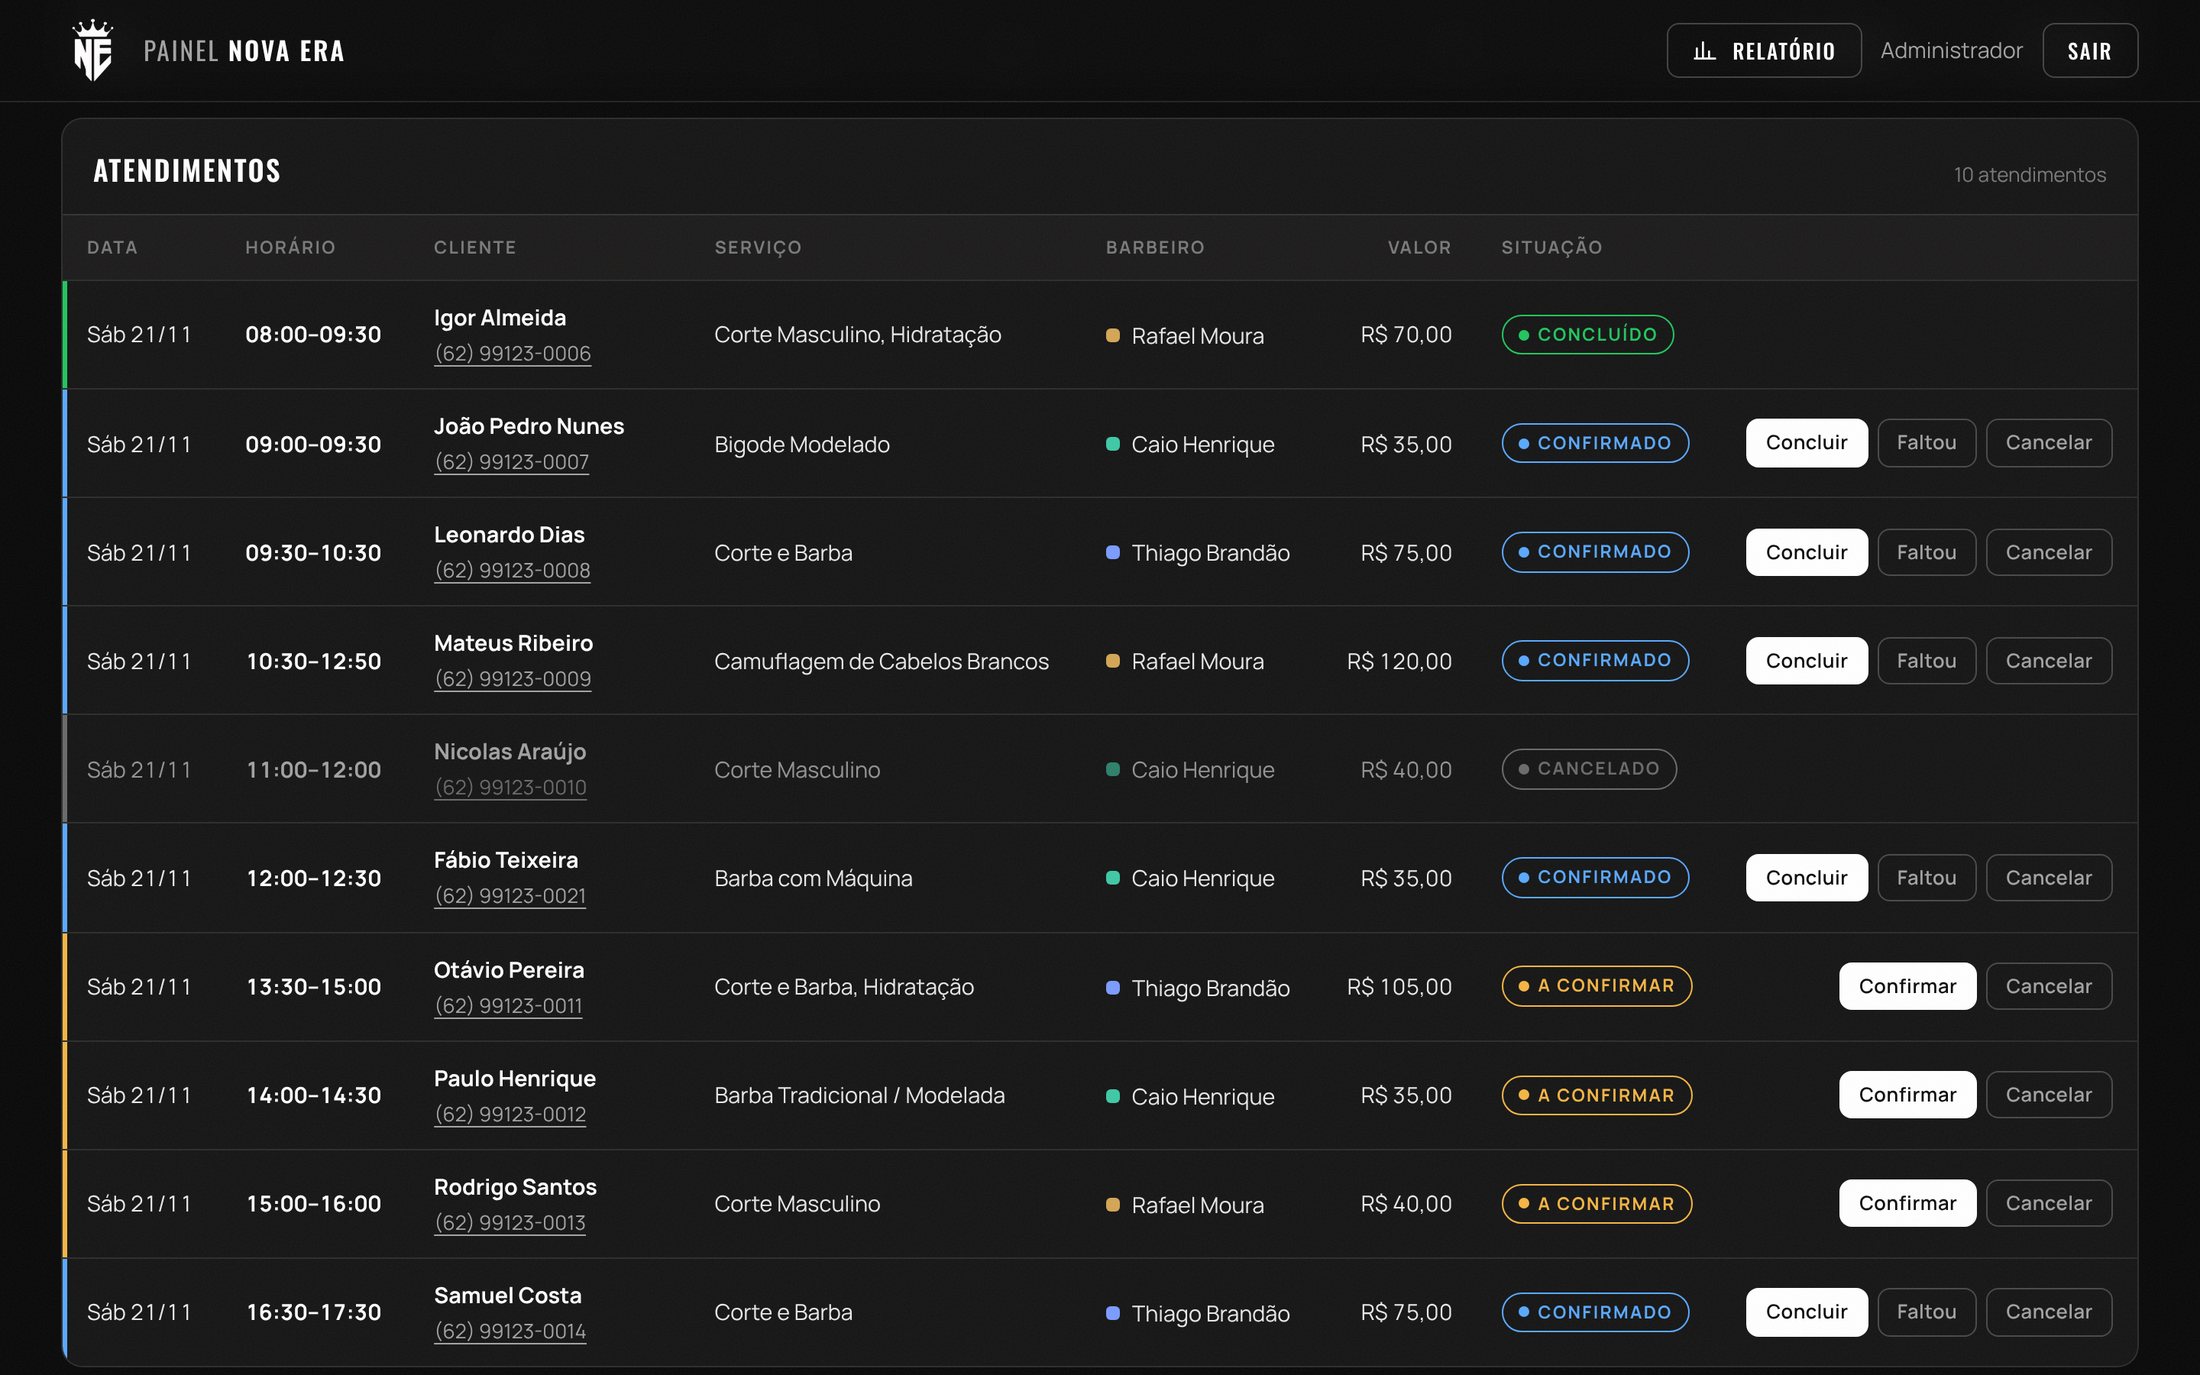 NE PAINEL NOVA ERA RELATÓRIO Administrador SAIR
ATENDIMENTOS 10 atendimentos
DATA HORÁRIO CLIENTE SERVIÇO BARBEIRO VALOR SITUAÇÃO
Sáb 21/11 08:00–09:30 Igor Almeida Corte Masculino, Hidratação Rafael Moura R$ 70,00 CONCLUÍDO
(62) 99123-0006
Sáb 21/11 09:00–09:30 João Pedro Nunes Bigode Modelado Caio Henrique R$ 35,00 CONFIRMADO Concluir Faltou Cancelar
(62) 99123-0007
Sáb 21/11 09:30–10:30 Leonardo Dias Corte e Barba Thiago Brandão R$ 75,00 CONFIRMADO Concluir Faltou Cancelar
(62) 99123-0008
Sáb 21/11 10:30–12:50 Mateus Ribeiro Camuflagem de Cabelos Brancos Rafael Moura R$ 120,00 CONFIRMADO Concluir Faltou Cancelar
(62) 99123-0009
Sáb 21/11 11:00–12:00 Nicolas Araújo Corte Masculino Caio Henrique R$ 40,00 CANCELADO
(62) 99123-0010
Sáb 21/11 12:00–12:30 Fábio Teixeira Barba com Máquina Caio Henrique R$ 35,00 CONFIRMADO Concluir Faltou Cancelar
(62) 99123-0021
Sáb 21/11 13:30–15:00 Otávio Pereira Corte e Barba, Hidratação Thiago Brandão R$ 105,00 A CONFIRMAR Confirmar Cancelar
(62) 99123-0011
Sáb 21/11 14:00–14:30 Paulo Henrique Barba Tradicional / Modelada Caio Henrique R$ 35,00 A CONFIRMAR Confirmar Cancelar
(62) 99123-0012
Sáb 21/11 15:00–16:00 Rodrigo Santos Corte Masculino Rafael Moura R$ 40,00 A CONFIRMAR Confirmar Cancelar
(62) 99123-0013
Sáb 21/11 16:30–17:30 Samuel Costa Corte e Barba Thiago Brandão R$ 75,00 CONFIRMADO Concluir Faltou Cancelar
(62) 99123-0014